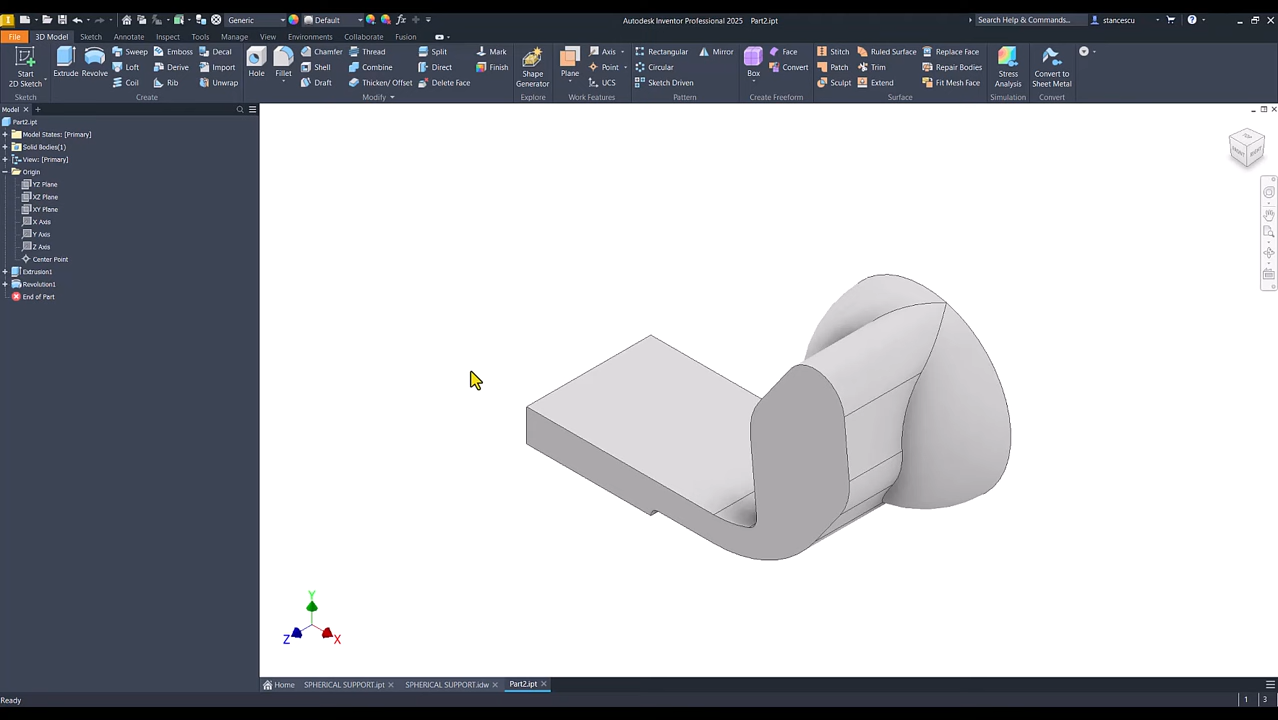 Generic
Default
Autodesk Inventor Professional 2025 Part2.ipt
Search Help & Commands...
stancescu
File 3D Model Sketch Annotate Inspect Tools Manage View Environments Collaborate Fusion
Start
2D Sketch
Sketch
Extrude
Revolve
Sweep
Loft
Coil
Emboss
Derive
Rib
Decal
Import
Unwrap
Create
Hole
Fillet
Chamfer
Shell
Draft
Thread
Combine
Thicken/ Offset
Split
Direct
Delete Face
Modify
Mark
Finish
Shape
Generator
Explore
Plane
Axis
Point
UCS
Work Features
Rectangular
Circular
Sketch Driven
Mirror
Pattern
Box
Face
Convert
Create Freeform
Stitch
Patch
Sculpt
Ruled Surface
Trim
Extend
Replace Face
Repair Bodies
Fit Mesh Face
Surface
Stress
Analysis
Simulation
Convert to
Sheet Metal
Convert
Model
Part2.ipt
Model States: [Primary]
Solid Bodies(1)
View: [Primary]
Origin
YZ Plane
XZ Plane
XY Plane
X Axis
Y Axis
Z Axis
Center Point
Extrusion1
Revolution1
End of Part
TOP
FRONT
RIGHT
Y
Z
X
Home SPHERICAL SUPPORT.ipt SPHERICAL SUPPORT.idw Part2.ipt
Ready
1 3